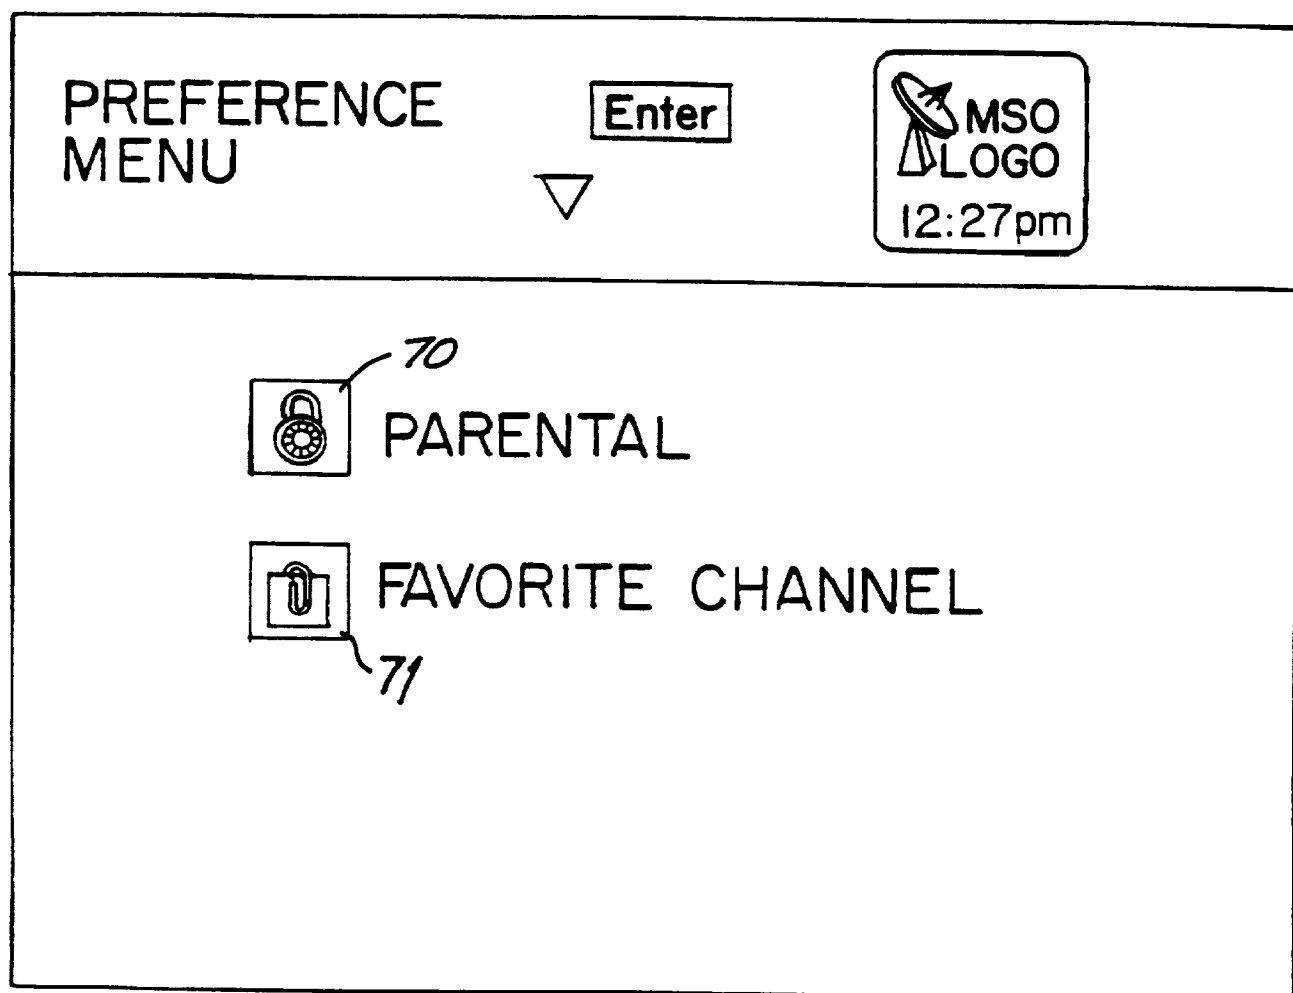 PREFERENCE
MENU
Enter
MSO
LOGO
12:27pm
70
PARENTAL
FAVORITE CHANNEL
71